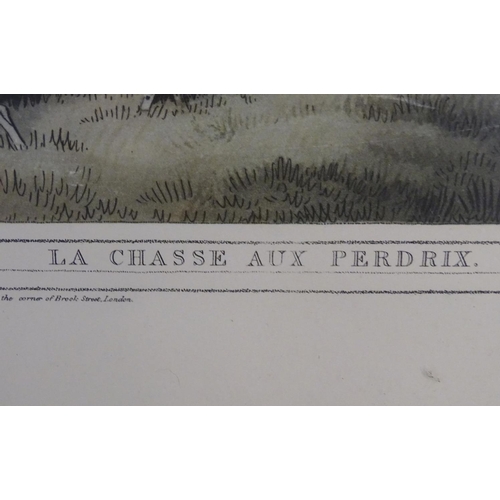 LA CHASSE AUX PERDRIX.
the corner of Brook Street, London.